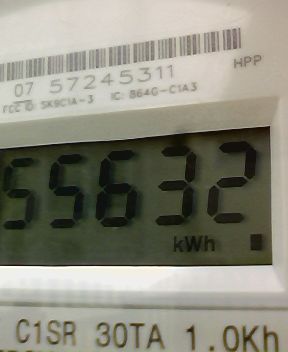 HPP
07 57245311
FCC ID: SK9C1A-3 IC: 864G-C1A3
55632
kWh
C1SR 30TA 1.0Kh